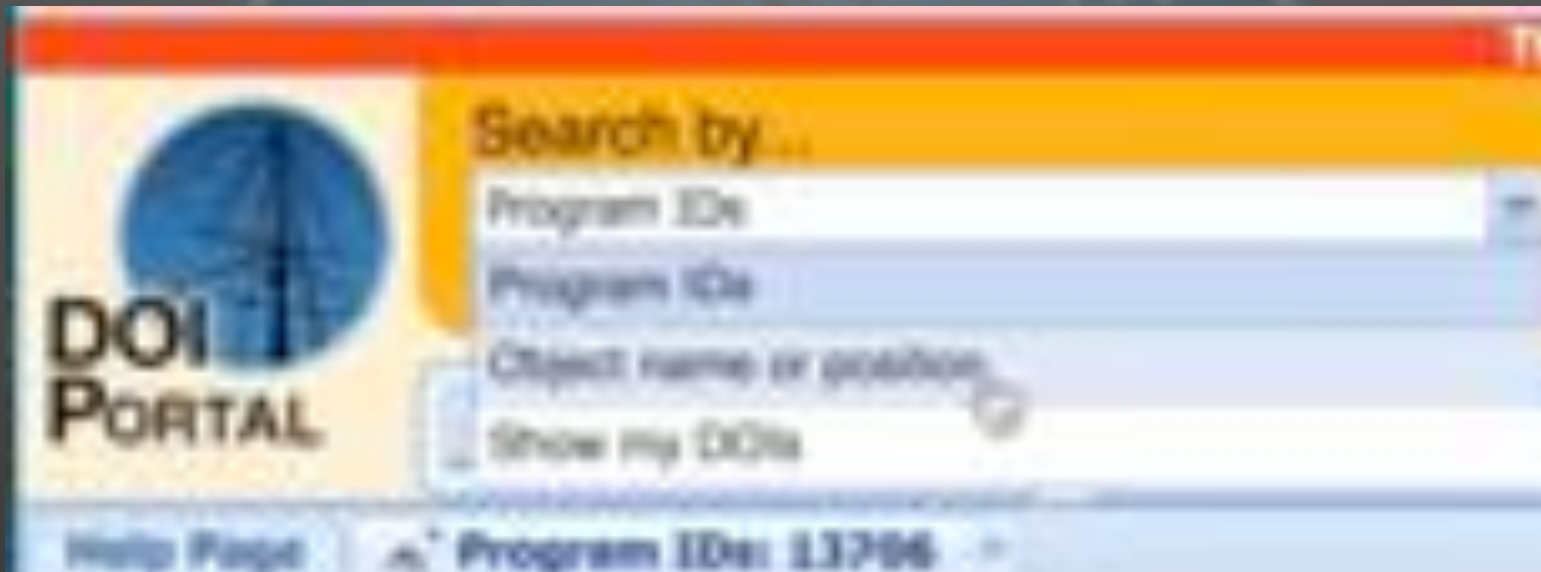 Search by...
Program IDs
Program IDs
Object name or position
Show my DOIs
DOI
PORTAL
Help Page
Program IDs: 13706